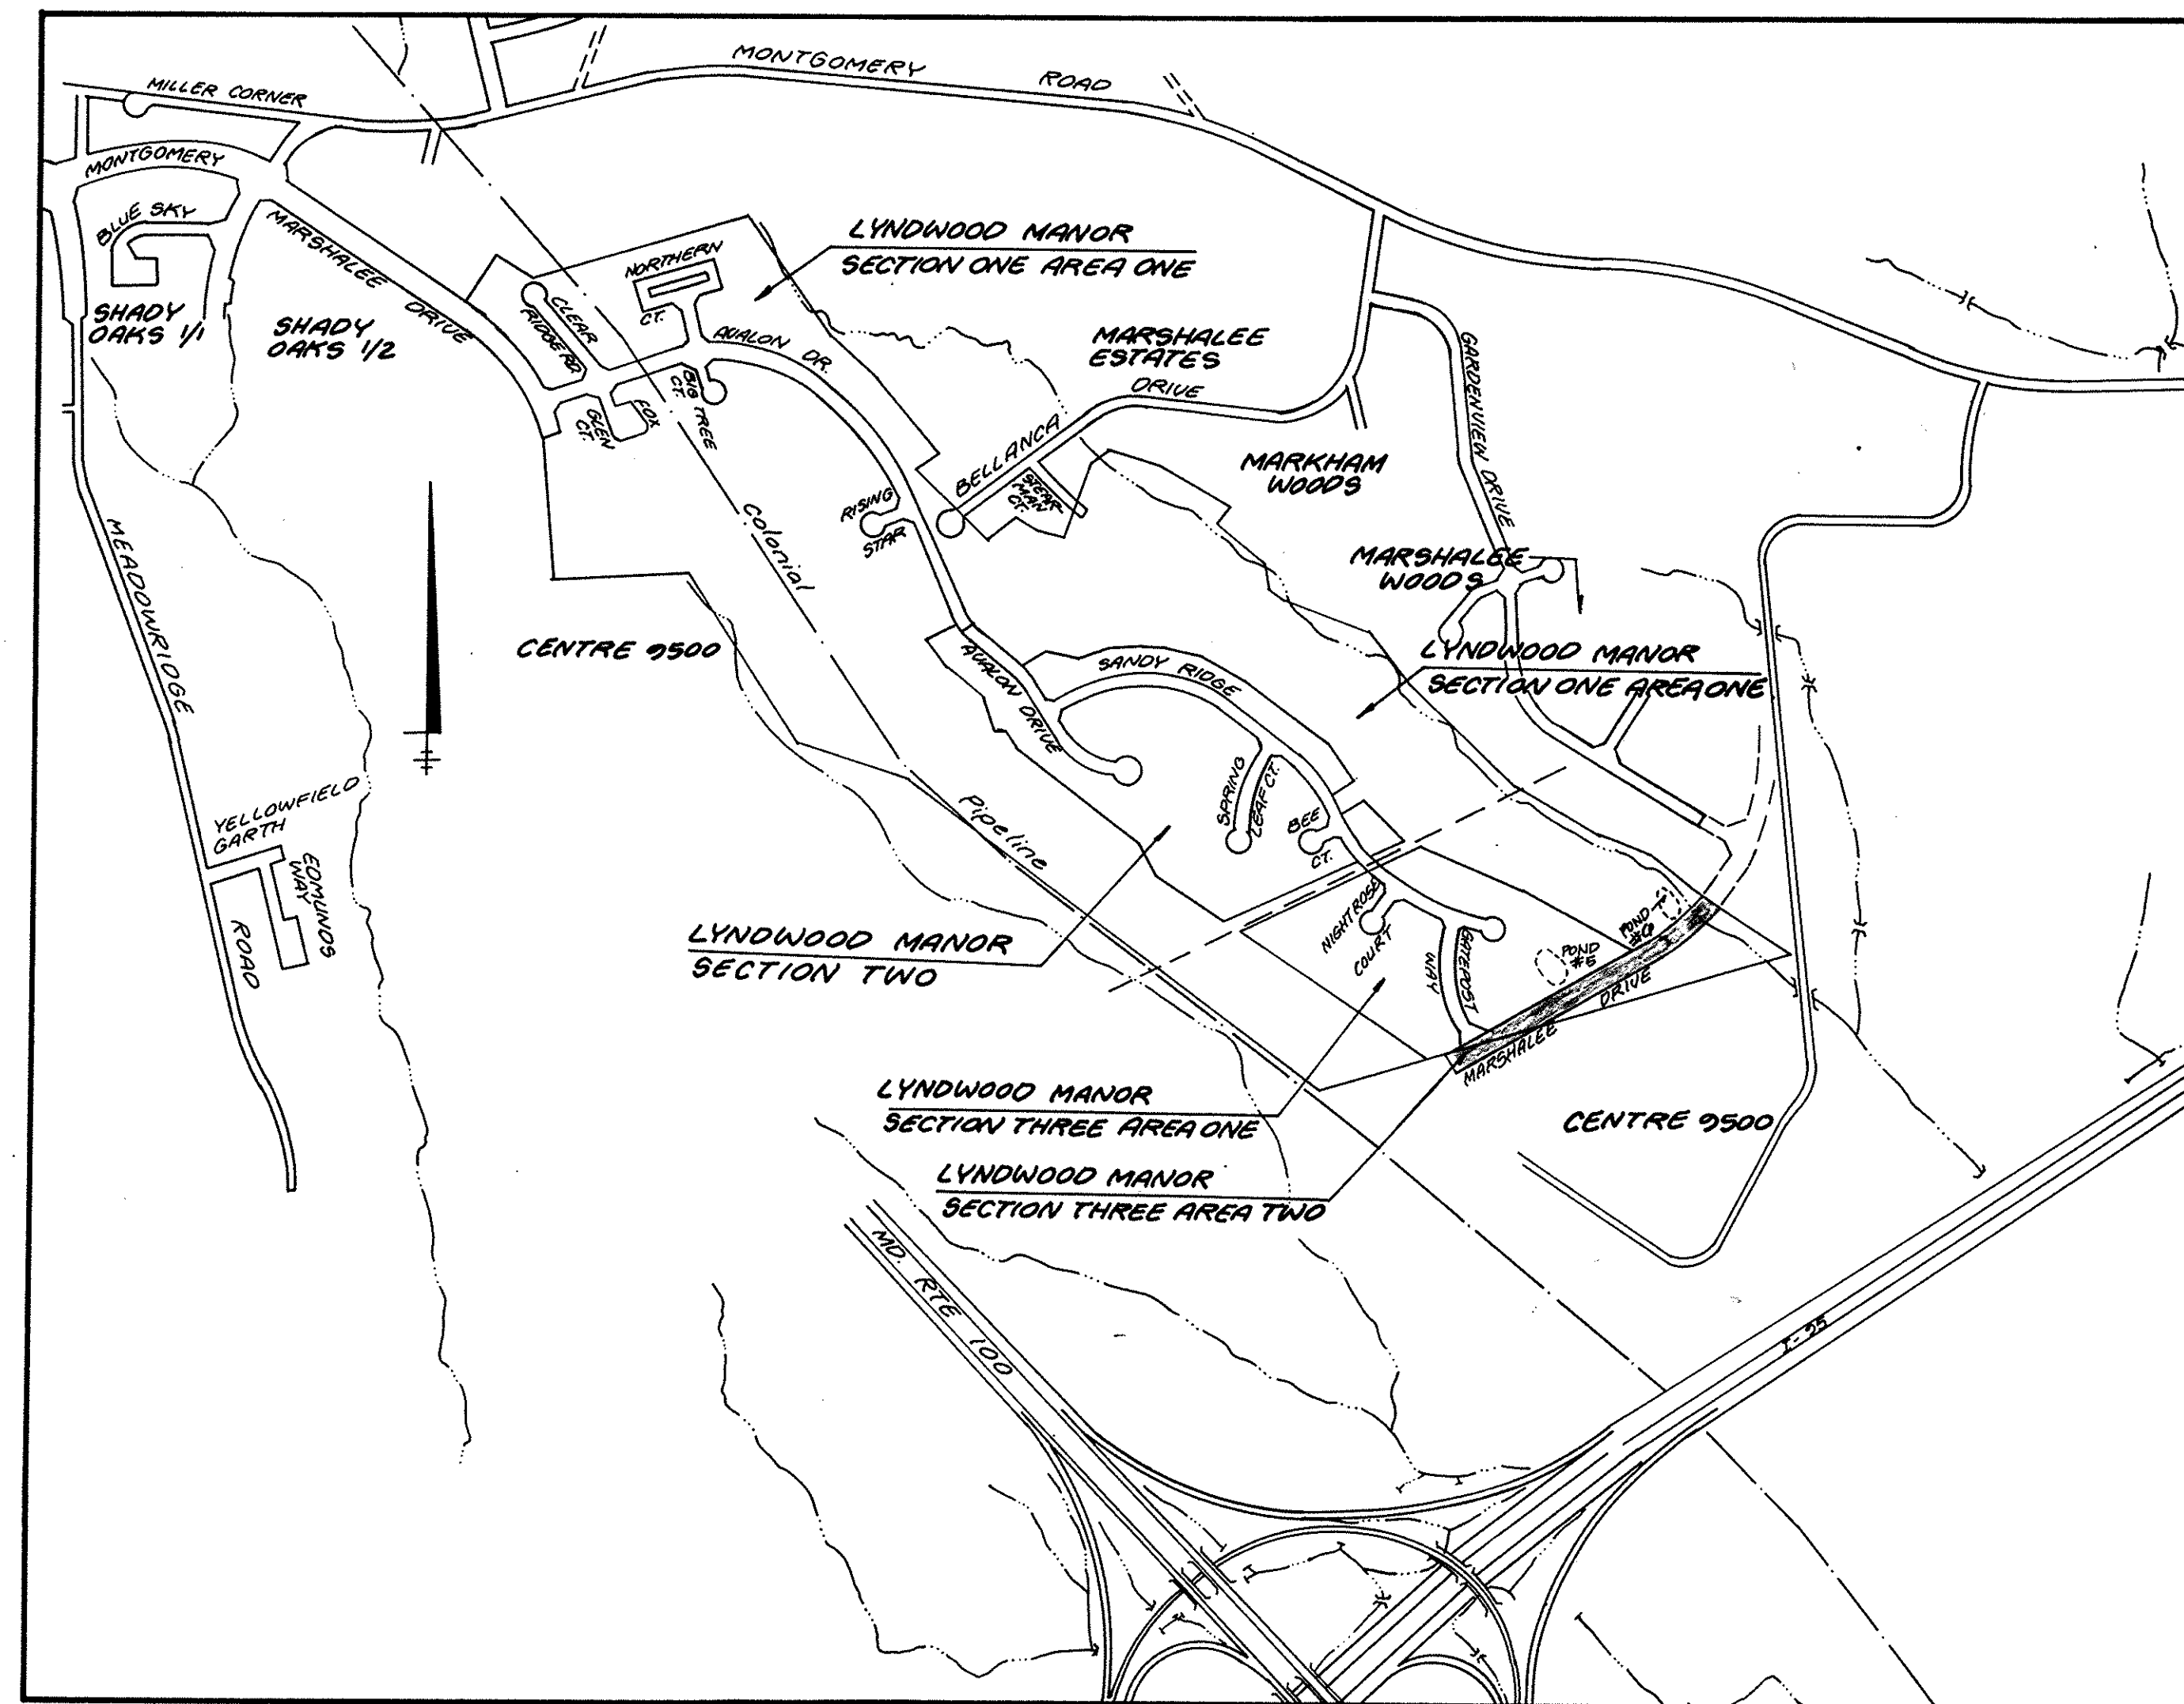 MONTGOMERY ROAD
MILLER CORNER
MONTGOMERY
BLUE SKY
MARSHALEE DRIVE
SHADY
OAKS 1/1
SHADY
OAKS 1/2
NORTHERN
CT.
CLEAR
RIDGE RD.
LYNDWOOD MANOR
SECTION ONE AREA ONE
AVALON DR.
BIG TREE
CT.
FOX
GLEN
CT.
MARSHALEE
ESTATES
BELLANCA DRIVE
STEAR-
MAN
CT.
GARDENVIEW DRIVE
MARKHAM
WOODS
RISING
STAR
MARSHALEE
WOODS
MEADOWRIDGE
ROAD
Colonial
Pipeline
CENTRE 9500
LYNDWOOD MANOR
SECTION ONE AREA ONE
AVALON DRIVE
SANDY RIDGE
SPRING
LEAF CT.
BEE
CT.
YELLOWFIELD
GARTH
EDMUNDS
WAY
NIGHT ROSE
COURT
GATEPOST
WAY
POND
#6
POND
#5
MARSHALEE DRIVE
LYNDWOOD MANOR
SECTION TWO
LYNDWOOD MANOR
SECTION THREE AREA ONE
CENTRE 9500
LYNDWOOD MANOR
SECTION THREE AREA TWO
MD. RTE 100
I-95